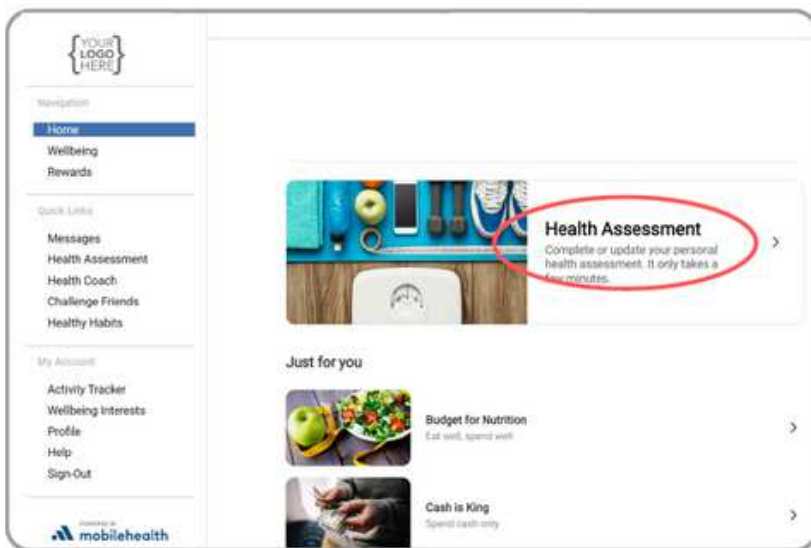 {YOUR
LOGO
HERE}
Navigation
Home
Wellbeing
Rewards
Quick Links
Messages
Health Assessment
Health Coach
Challenge Friends
Healthy Habits
My Account
Activity Tracker
Wellbeing Interests
Profile
Help
Sign-Out
POWERED BY
mobilehealth
Health Assessment
Complete or update your personal
health assessment. It only takes a
few minutes.
Just for you
Budget for Nutrition
Eat well, spend well
Cash is King
Spend cash only